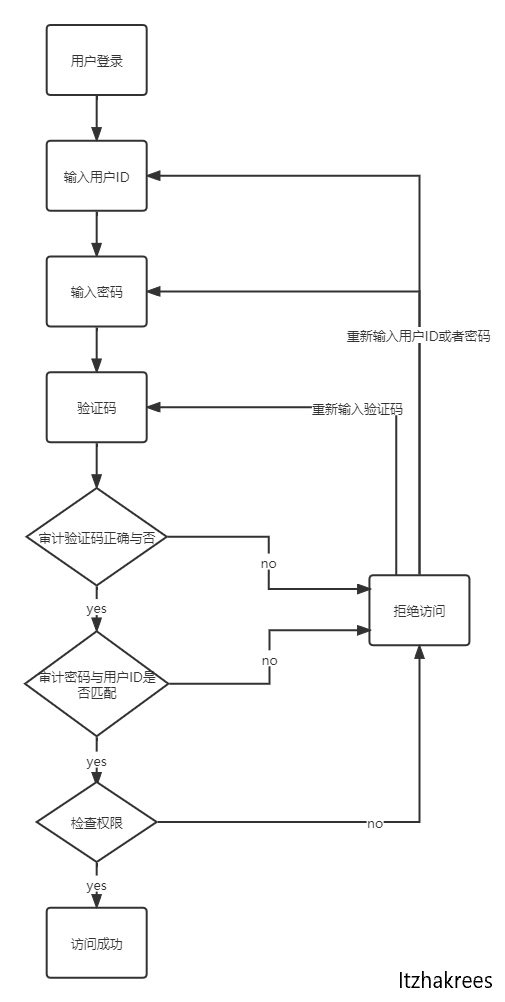 用户登录
输入用户ID
输入密码
重新输入用户ID或者密码
验证码
重新输入验证码
审计验证码正确与否
no
yes
拒绝访问
审计密码与用户ID是
否匹配
no
yes
检查权限
no
yes
访问成功
Itzhakrees